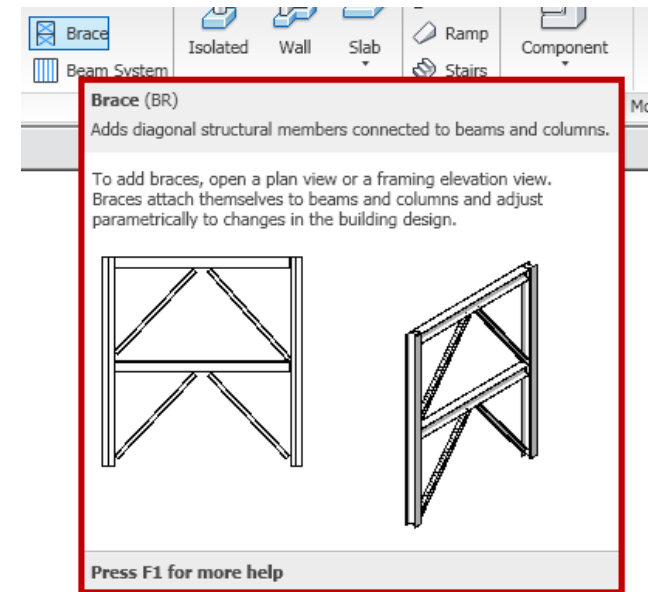 Brace
Beam System
Isolated
Wall
Slab
Ramp
Stairs
Component
Brace (BR)
Adds diagonal structural members connected to beams and columns.
To add braces, open a plan view or a framing elevation view.
Braces attach themselves to beams and columns and adjust
parametrically to changes in the building design.
Press F1 for more help